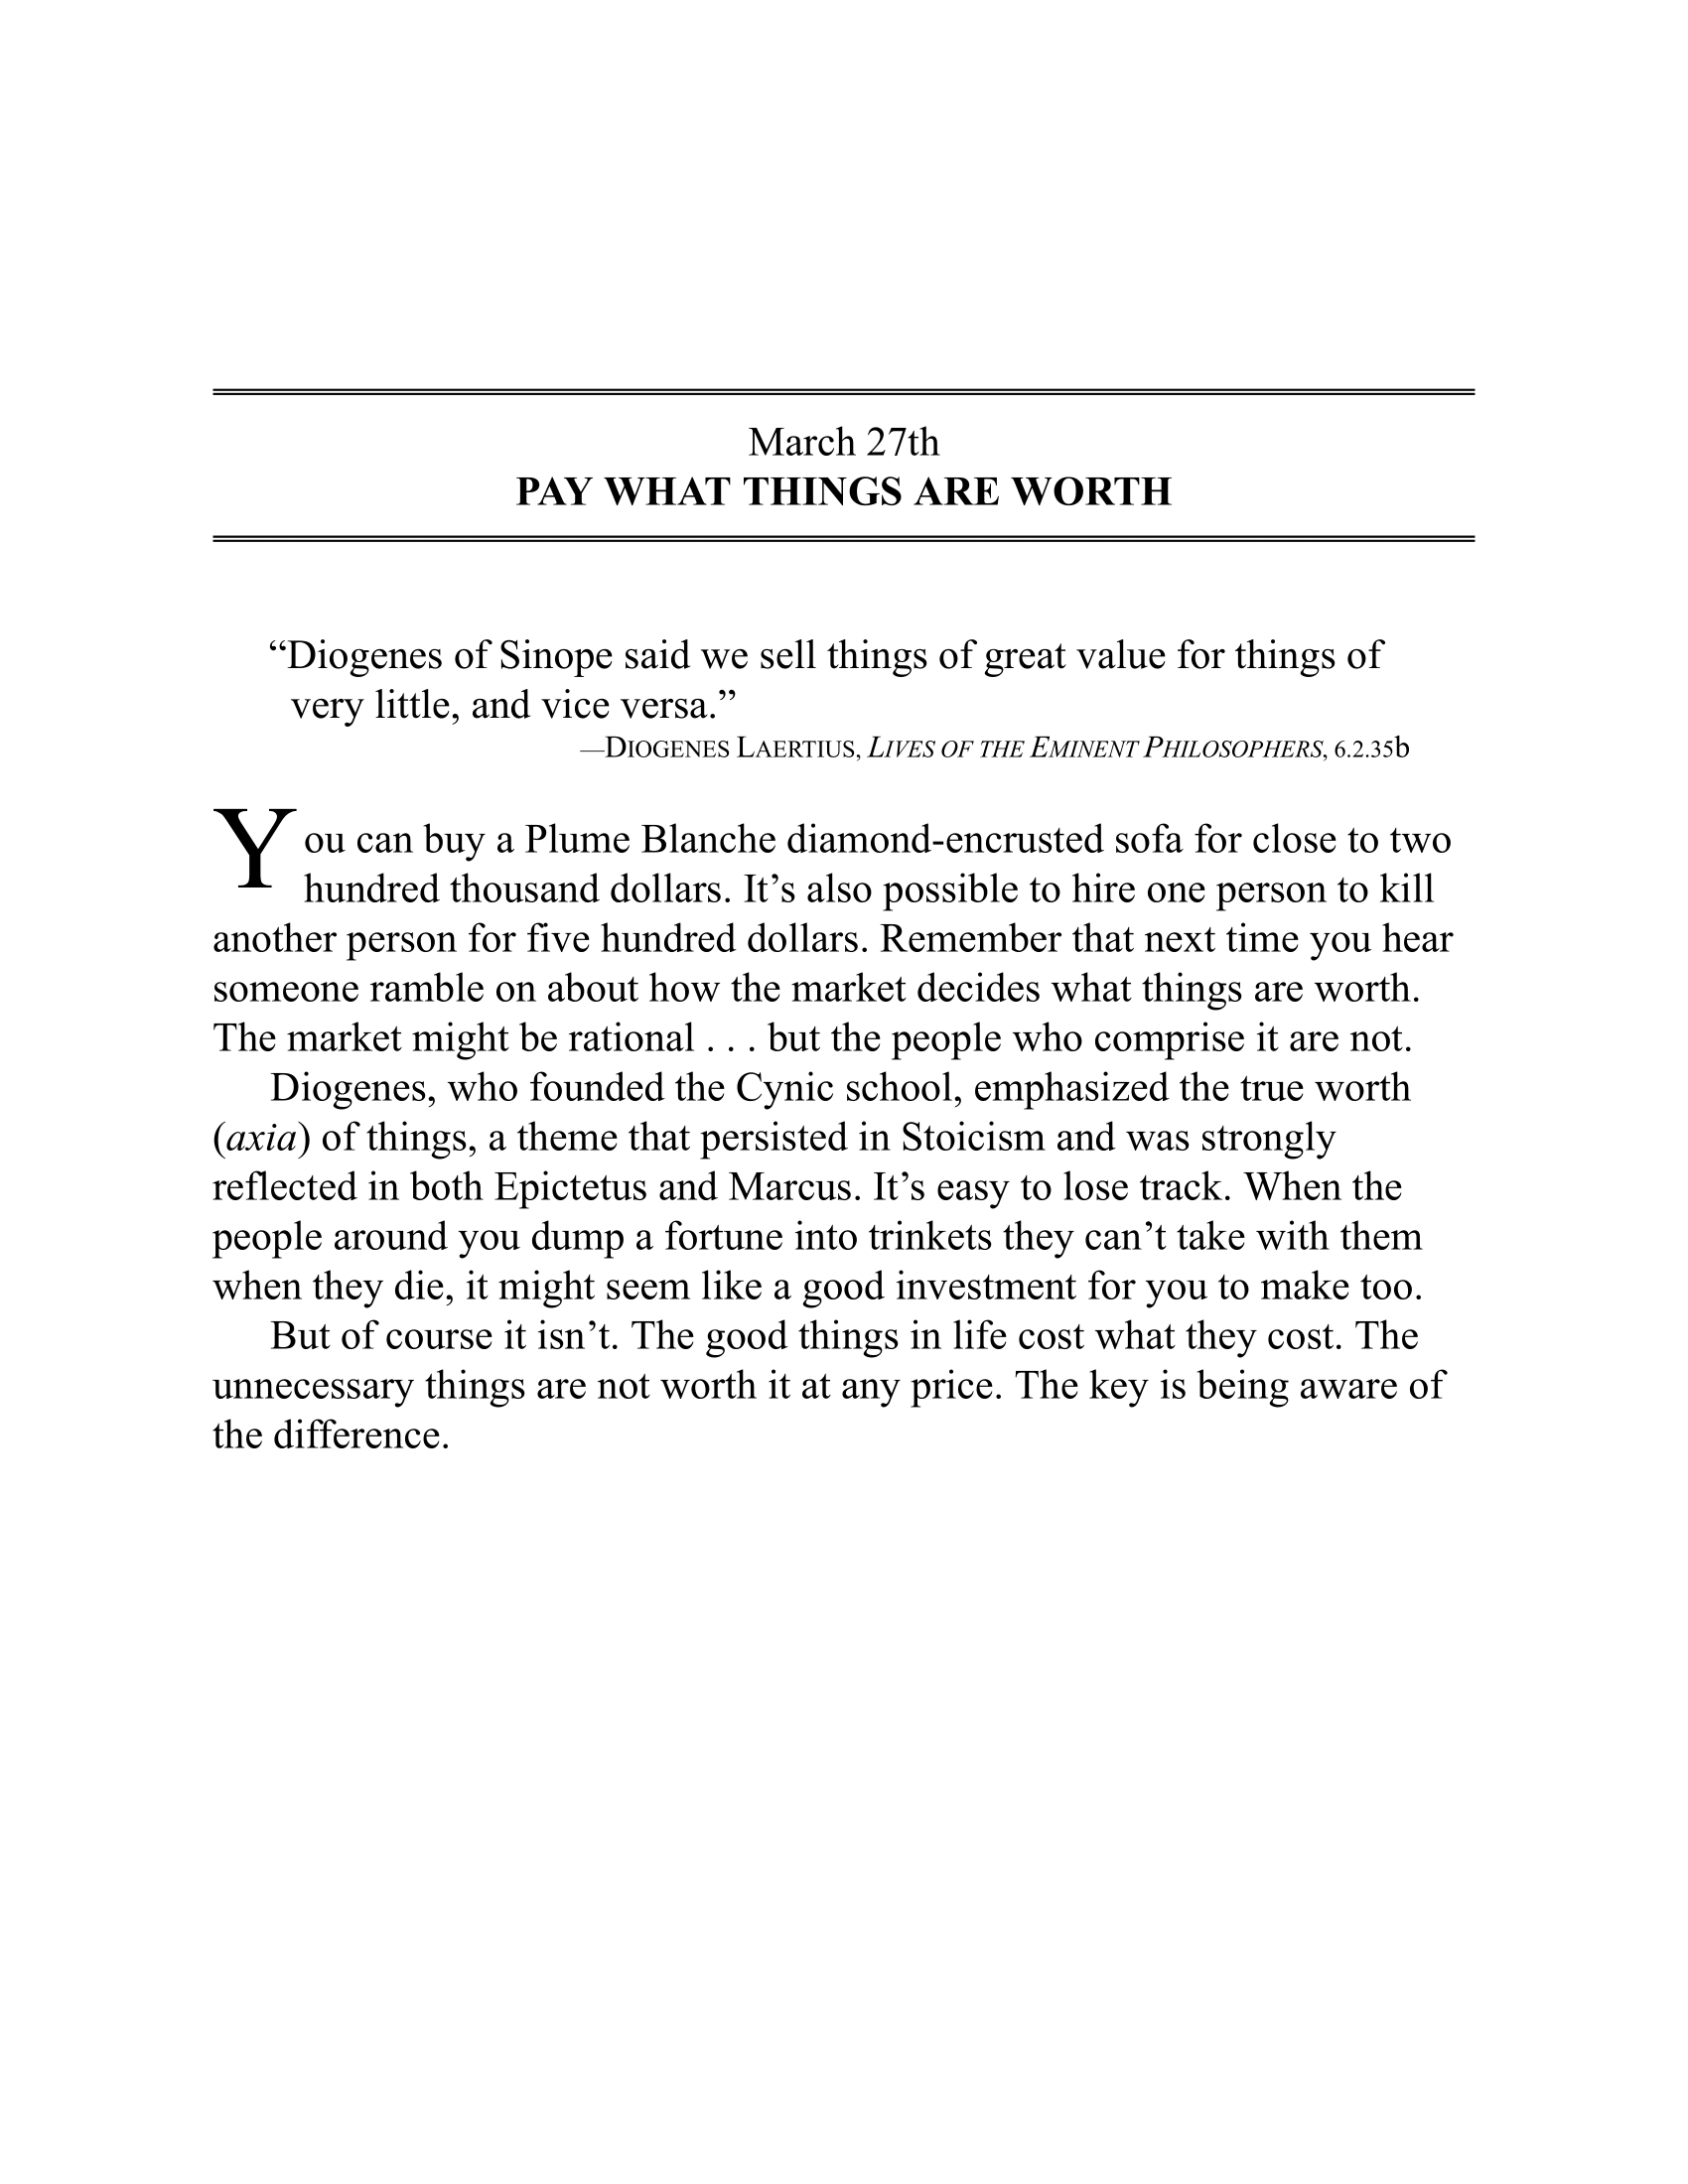 March 27th
PAY WHAT THINGS ARE WORTH
“Diogenes of Sinope said we sell things of great value for things of
very little, and vice versa.”
—DIOGENES LAERTIUS, LIVES OF THE EMINENT PHILOSOPHERS, 6.2.35b
You can buy a Plume Blanche diamond-encrusted sofa for close to two
hundred thousand dollars. It’s also possible to hire one person to kill
another person for five hundred dollars. Remember that next time you hear
someone ramble on about how the market decides what things are worth.
The market might be rational . . . but the people who comprise it are not.
Diogenes, who founded the Cynic school, emphasized the true worth
(axia) of things, a theme that persisted in Stoicism and was strongly
reflected in both Epictetus and Marcus. It’s easy to lose track. When the
people around you dump a fortune into trinkets they can’t take with them
when they die, it might seem like a good investment for you to make too.
But of course it isn’t. The good things in life cost what they cost. The
unnecessary things are not worth it at any price. The key is being aware of
the difference.